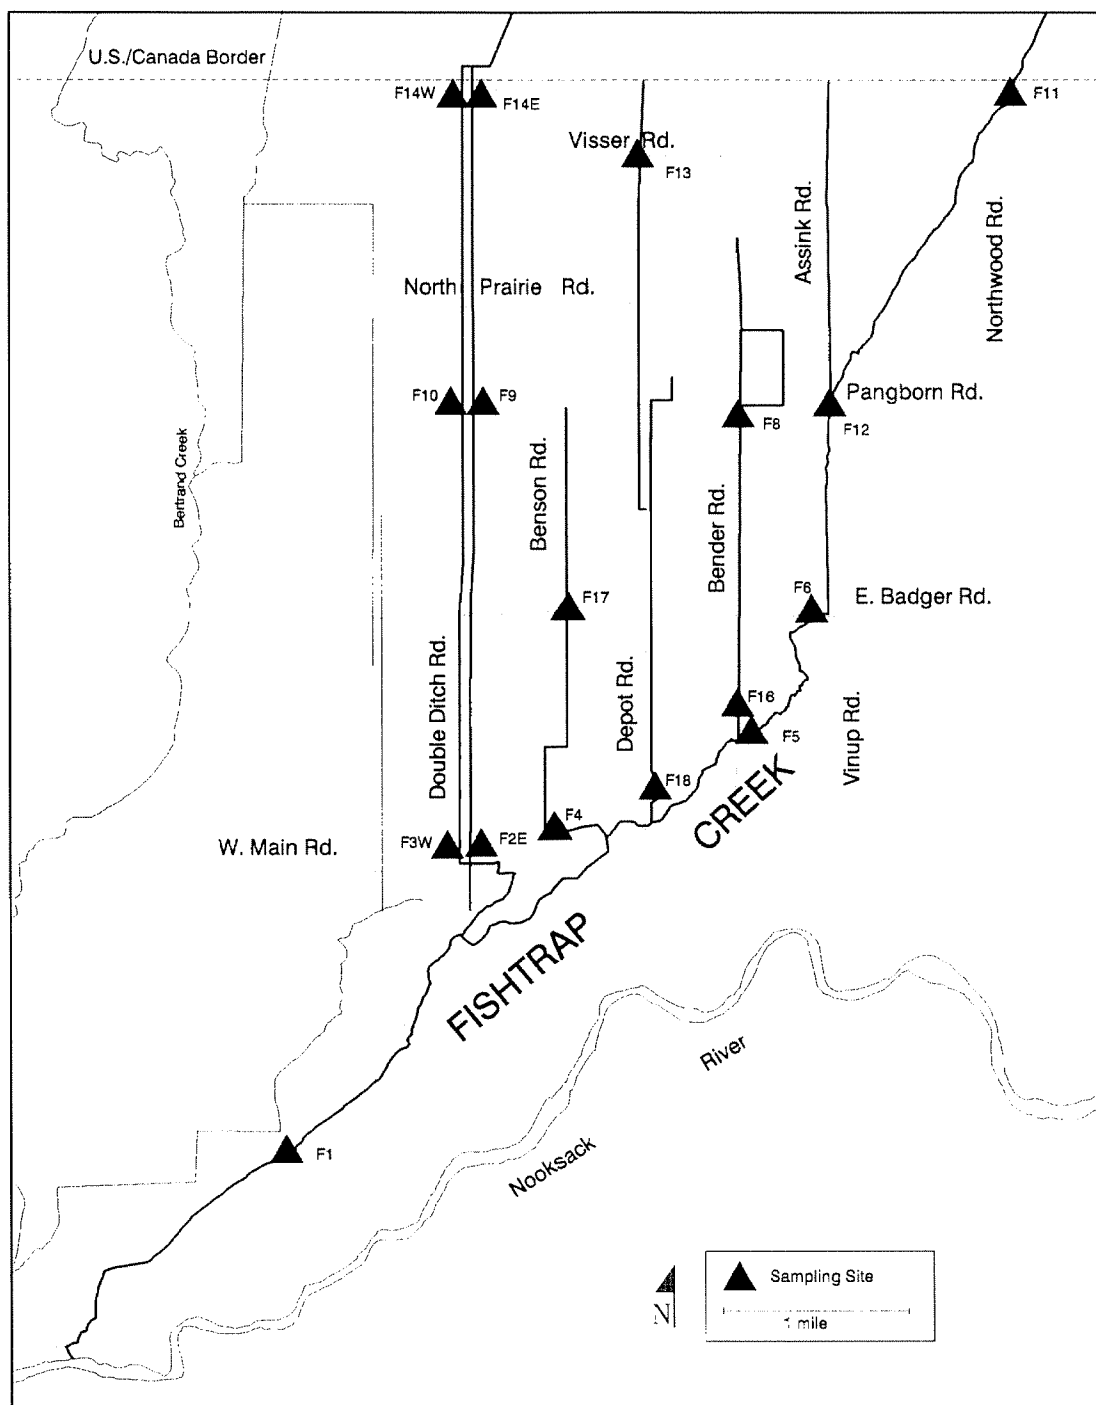 U.S./Canada Border
F14W
F14E
F11
Visser Rd.
F13
Assink Rd.
Northwood Rd.
North Prairie Rd.
F10
F9
Pangborn Rd.
F8
F12
Bertrand Creek
Benson Rd.
Bender Rd.
F17
F6
E. Badger Rd.
Double Ditch Rd.
Depot Rd.
F16
F5
Vinup Rd.
F18
CREEK
F4
W. Main Rd.
F3W
F2E
FISHTRAP
River
Nooksack
F1
N
Sampling Site
1 mile